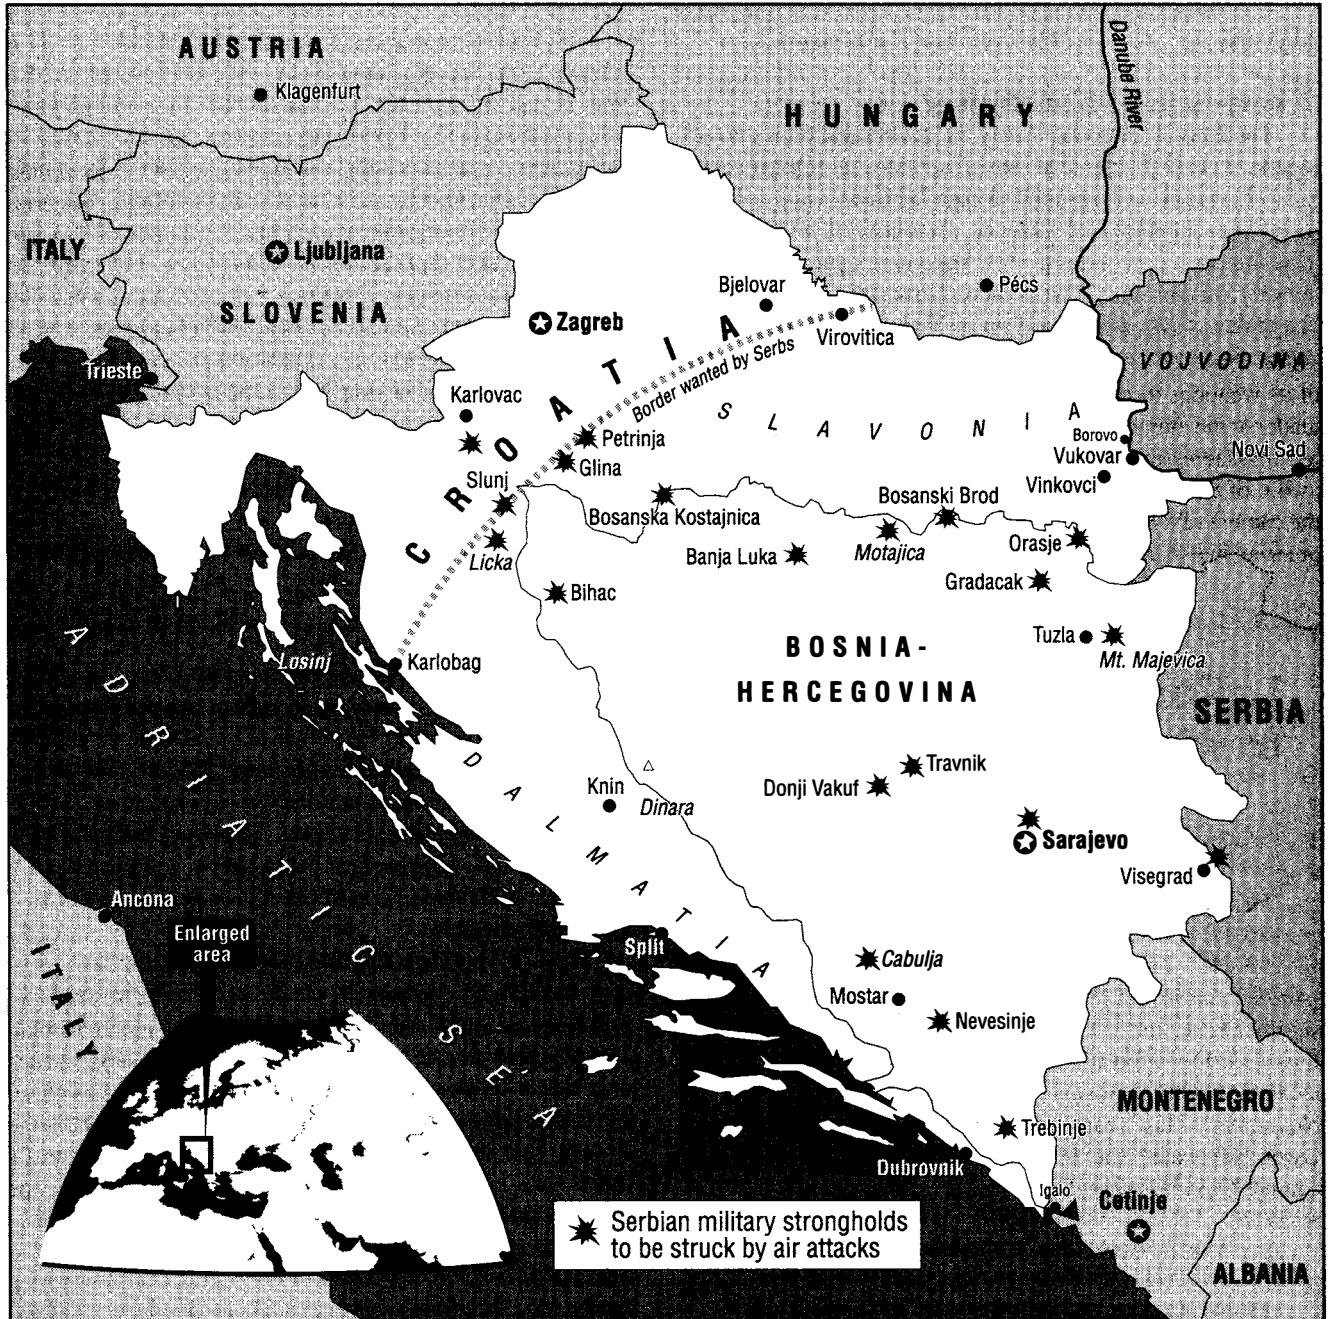 AUSTRIA
Klagenfurt
HUNGARY
Danube River
ITALY
Ljubljana
SLOVENIA
Trieste
Zagreb
Bjelovar
Virovitica
Pécs
VOJVODINA
Novi Sad
CROATIA
Border wanted by Serbs
SLAVONIA
Karlovac
Petrinja
Glina
Slunj
Licka
Borovo
Vukovar
Vinkovci
Bosanska Kostajnica
Bosanski Brod
Banja Luka
Motajica
Orasje
Gradacak
Bihac
Tuzla
Mt. Majevica
BOSNIA-
HERCEGOVINA
SERBIA
Losinj
Karlobag
ADRIATIC SEA
DALMATIA
Knin
Dinara
Donji Vakuf
Travnik
Sarajevo
Visegrad
Ancona
Enlarged
area
ITALY
Split
Cabulja
Mostar
Nevesinje
MONTENEGRO
Trebinje
Dubrovnik
Igalo
Cetinje
ALBANIA
Serbian military strongholds
to be struck by air attacks